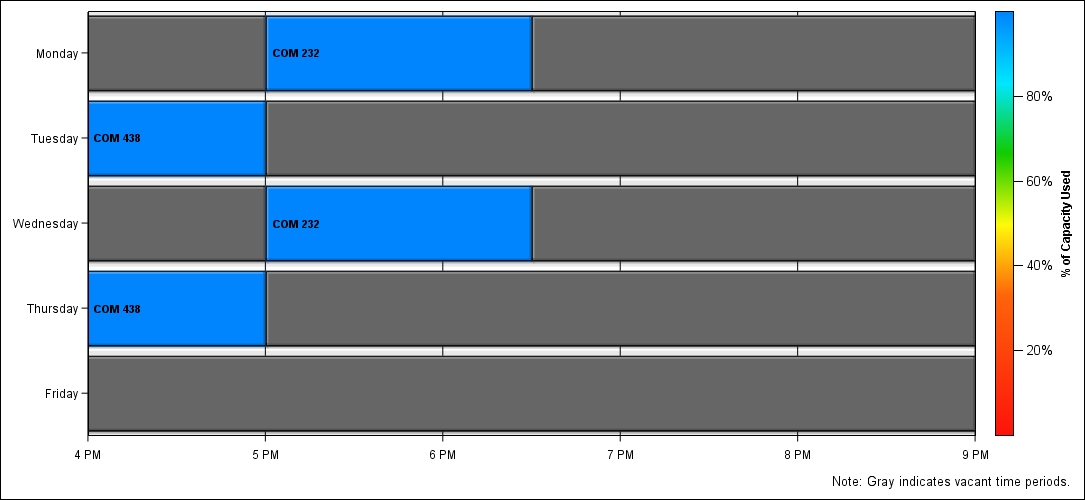 Monday
COM 232
Tuesday
COM 438
Wednesday
COM 232
Thursday
COM 438
Friday
4 PM 5 PM 6 PM 7 PM 8 PM 9 PM
80%
60%
40%
20%
% of Capacity Used
Note: Gray indicates vacant time periods.